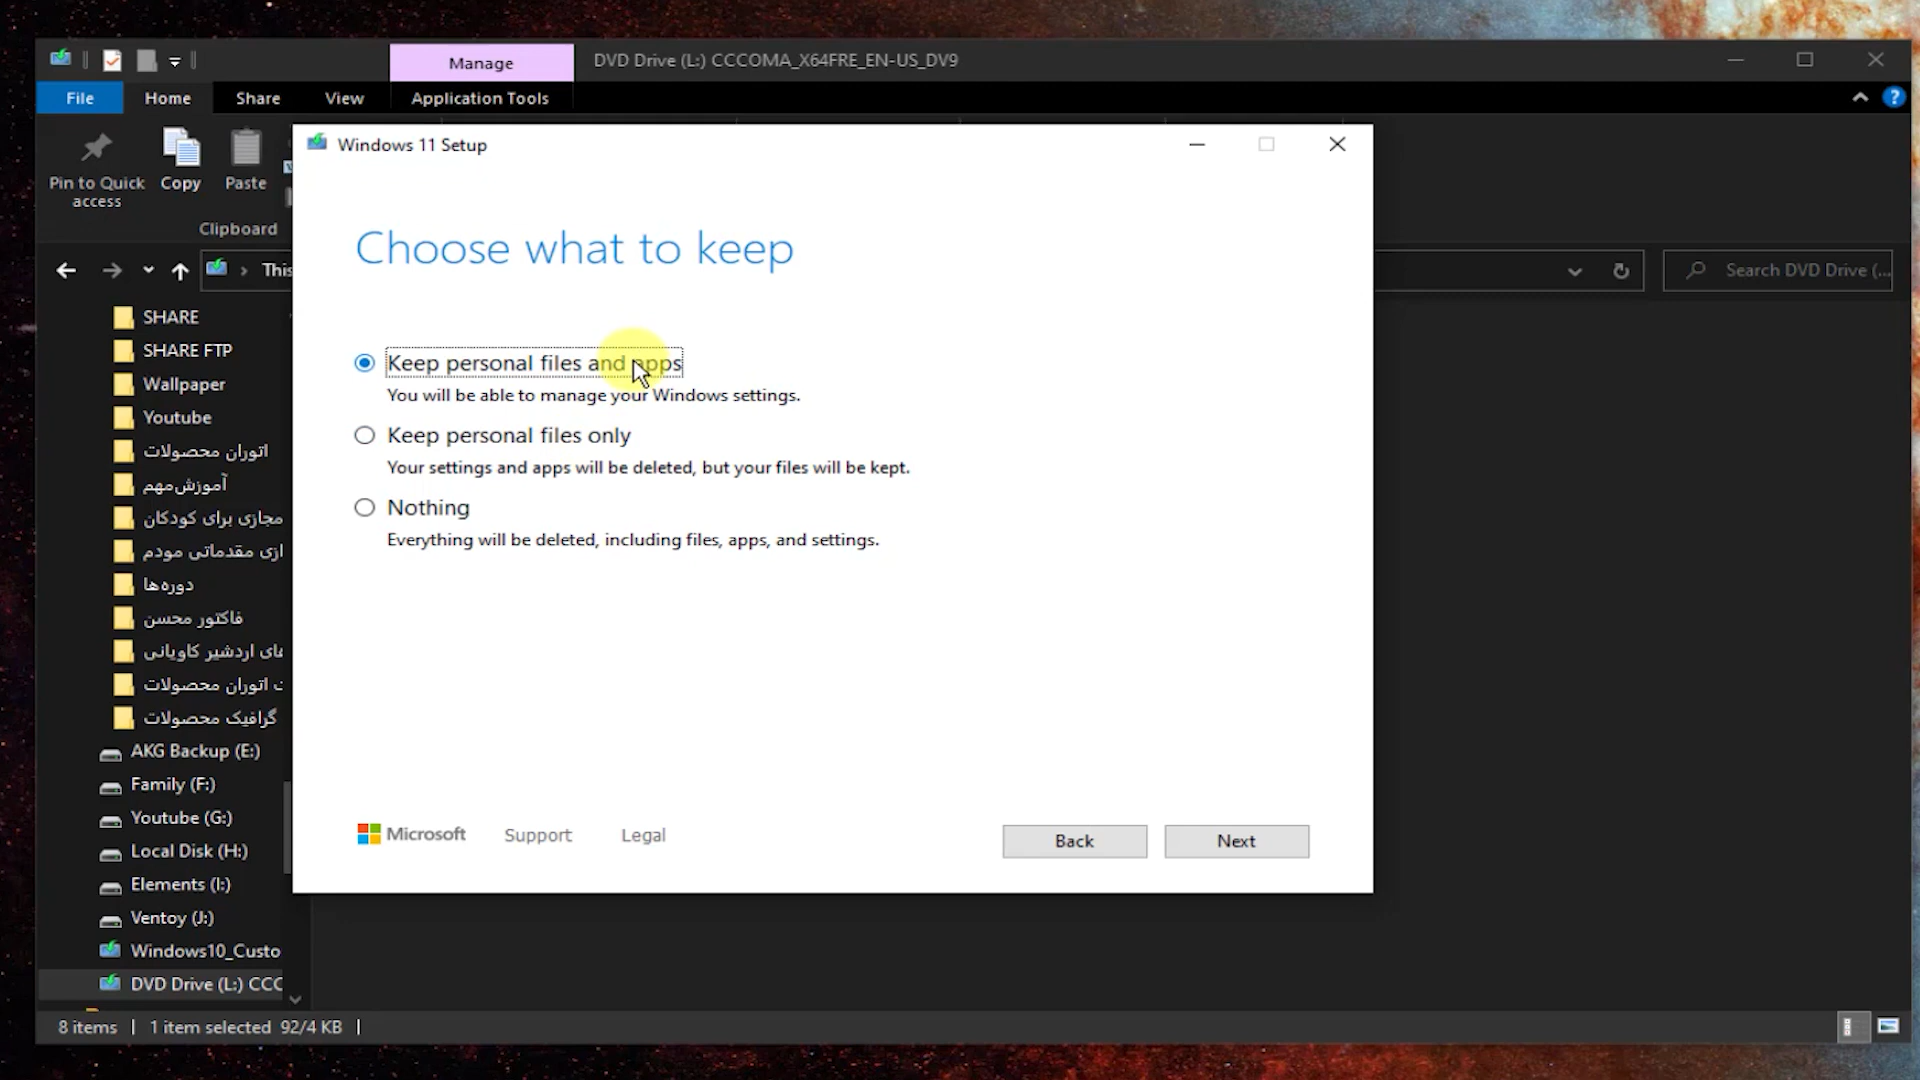 Manage
DVD Drive (L:) CCCOMA_X64FRE_EN-US_DV9
File
Home
Share
View
Application Tools
Pin to Quick
access
Copy
Paste
Clipboard
This
Search DVD Drive (...
Windows 11 Setup
Choose what to keep
Keep personal files and apps
You will be able to manage your Windows settings.
Keep personal files only
Your settings and apps will be deleted, but your files will be kept.
Nothing
Everything will be deleted, including files, apps, and settings.
Microsoft
Support
Legal
Back
Next
SHARE
SHARE FTP
Wallpaper
Youtube
اتوران محصولات
آموزش‌مهم
مجازی برای کودکان
مقدماتی مودم
دوره‌ها
فاکتور محسن
اردشیر کاویانی
اتوران محصولات
گرافیک محصولات
AKG Backup (E:)
Family (F:)
Youtube (G:)
Local Disk (H:)
Elements (I:)
Ventoy (J:)
Windows10_Custo
DVD Drive (L:) CCC
8 items
1 item selected 92/4 KB